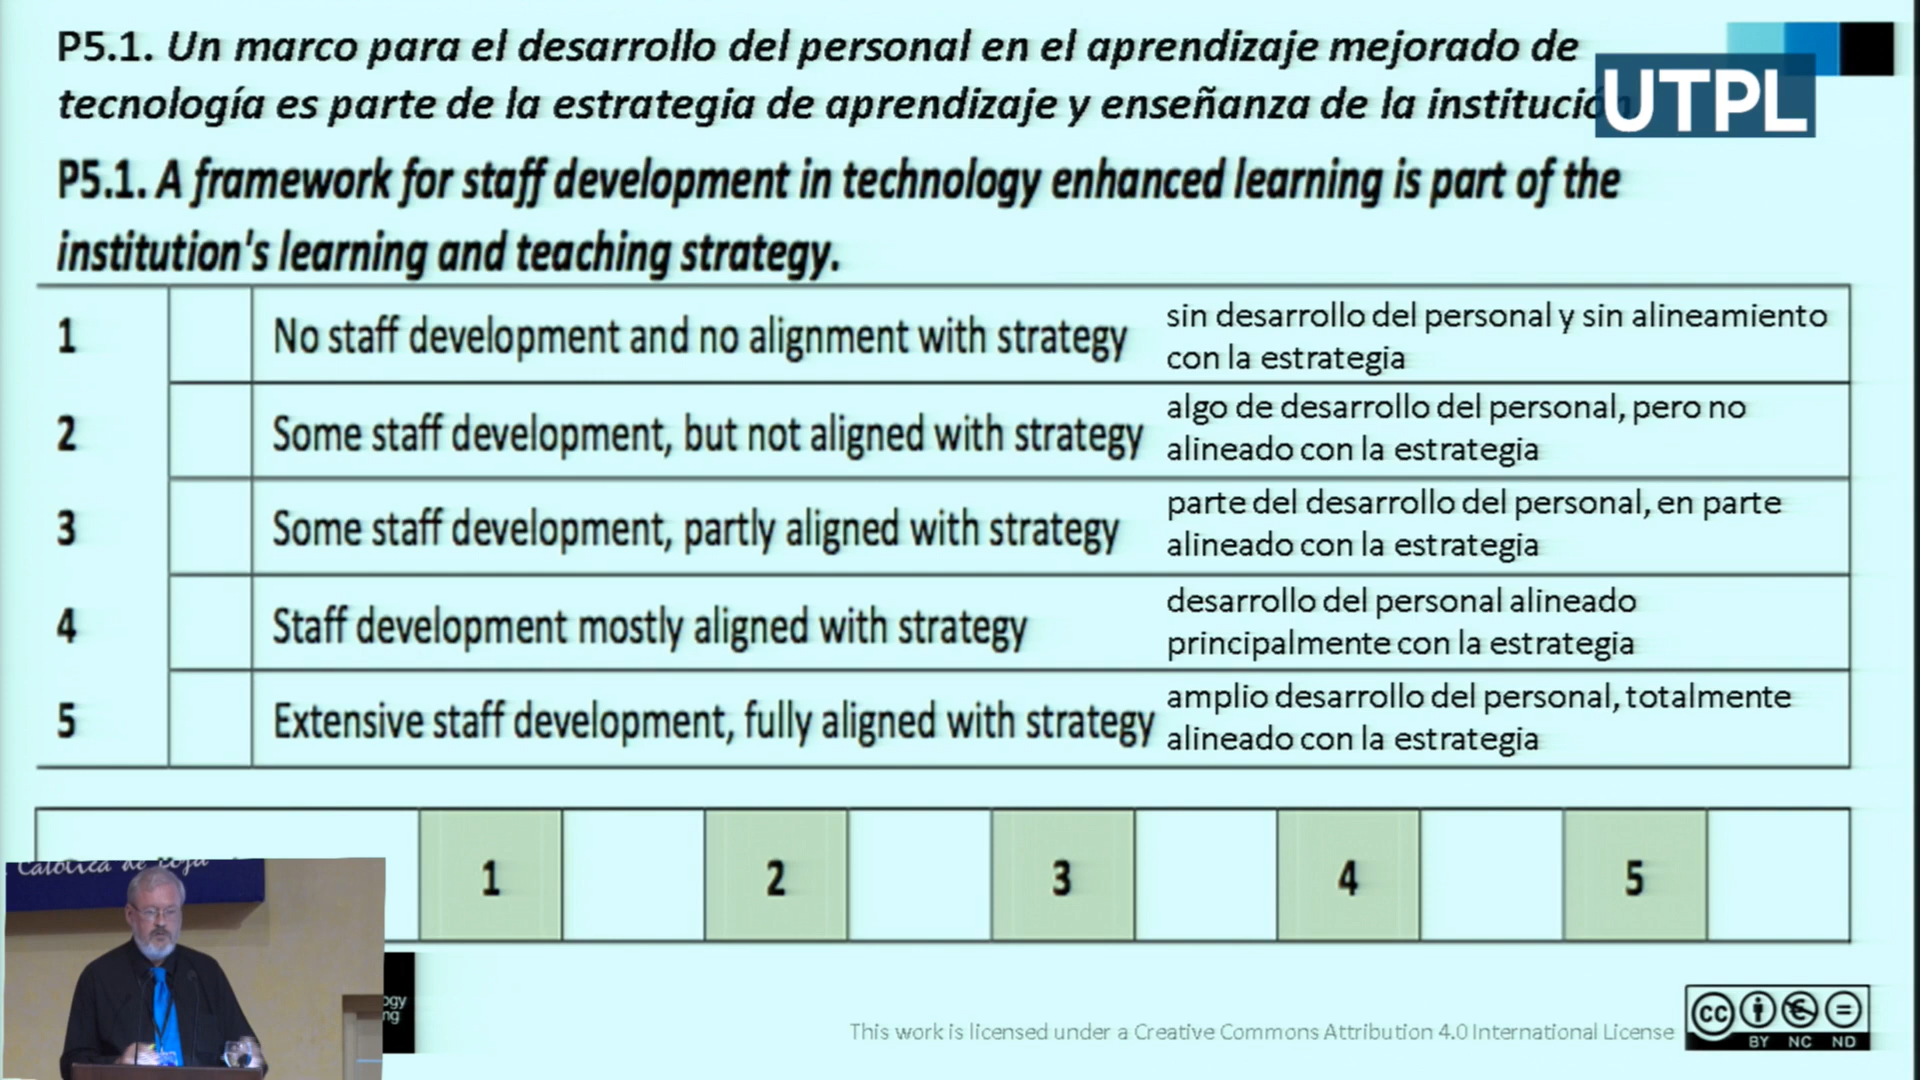 P5.1. Un marco para el desarrollo del personal en el aprendizaje mejorado de
tecnología es parte de la estrategia de aprendizaje y enseñanza de la institución
UTPL
P5.1. A framework for staff development in technology enhanced learning is part of the
institution's learning and teaching strategy.
1
No staff development and no alignment with strategy
sin desarrollo del personal y sin alineamiento
con la estrategia
2
Some staff development, but not aligned with strategy
algo de desarrollo del personal, pero no
alineado con la estrategia
3
Some staff development, partly aligned with strategy
parte del desarrollo del personal, en parte
alineado con la estrategia
4
Staff development mostly aligned with strategy
desarrollo del personal alineado
principalmente con la estrategia
5
Extensive staff development, fully aligned with strategy
amplio desarrollo del personal, totalmente
alineado con la estrategia
1 2 3 4 5
Católica de Loja
ogy
ng
This work is licensed under a Creative Commons Attribution 4.0 International License
CC
BY NC ND